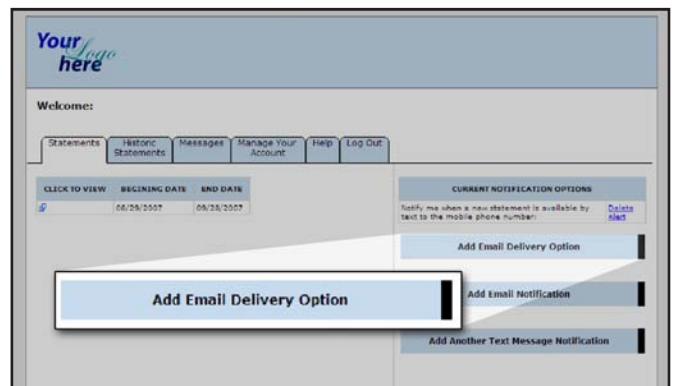 Your
Logo
here
Welcome:
Statements
Historic
Statements
Messages
Manage Your
Account
Help
Log Out
CLICK TO VIEW BEGINING DATE END DATE
08/29/2007 09/28/2007
CURRENT NOTIFICATION OPTIONS
Notify me when a new statement is available by
text to the mobile phone number:
Delete
Alert
Add Email Delivery Option
Add Email Delivery Option
Add Email Notification
Add Another Text Message Notification